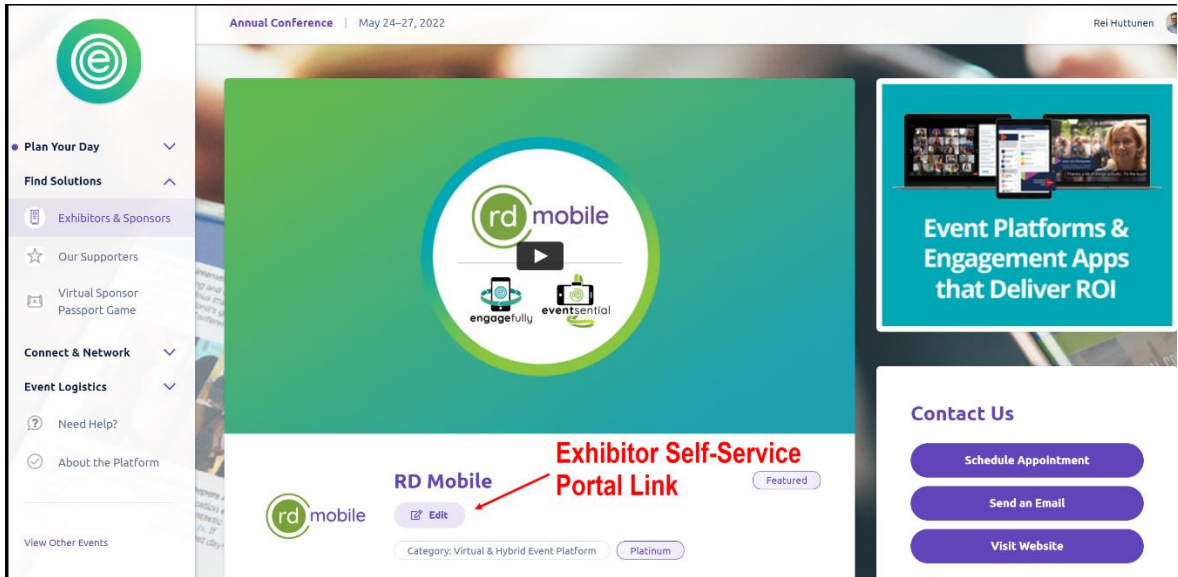 Annual Conference | May 24–27, 2022
Rei Huttunen
e
Plan Your Day
Find Solutions
Exhibitors & Sponsors
Our Supporters
Virtual Sponsor
Passport Game
Connect & Network
Event Logistics
Need Help?
About the Platform
View Other Events
rd mobile
engagefully
eventsential
Exhibitor Self-Service
Portal Link
RD Mobile
Featured
rd mobile
Edit
Category: Virtual & Hybrid Event Platform
Platinum
Event Platforms &
Engagement Apps
that Deliver ROI
Contact Us
Schedule Appointment
Send an Email
Visit Website